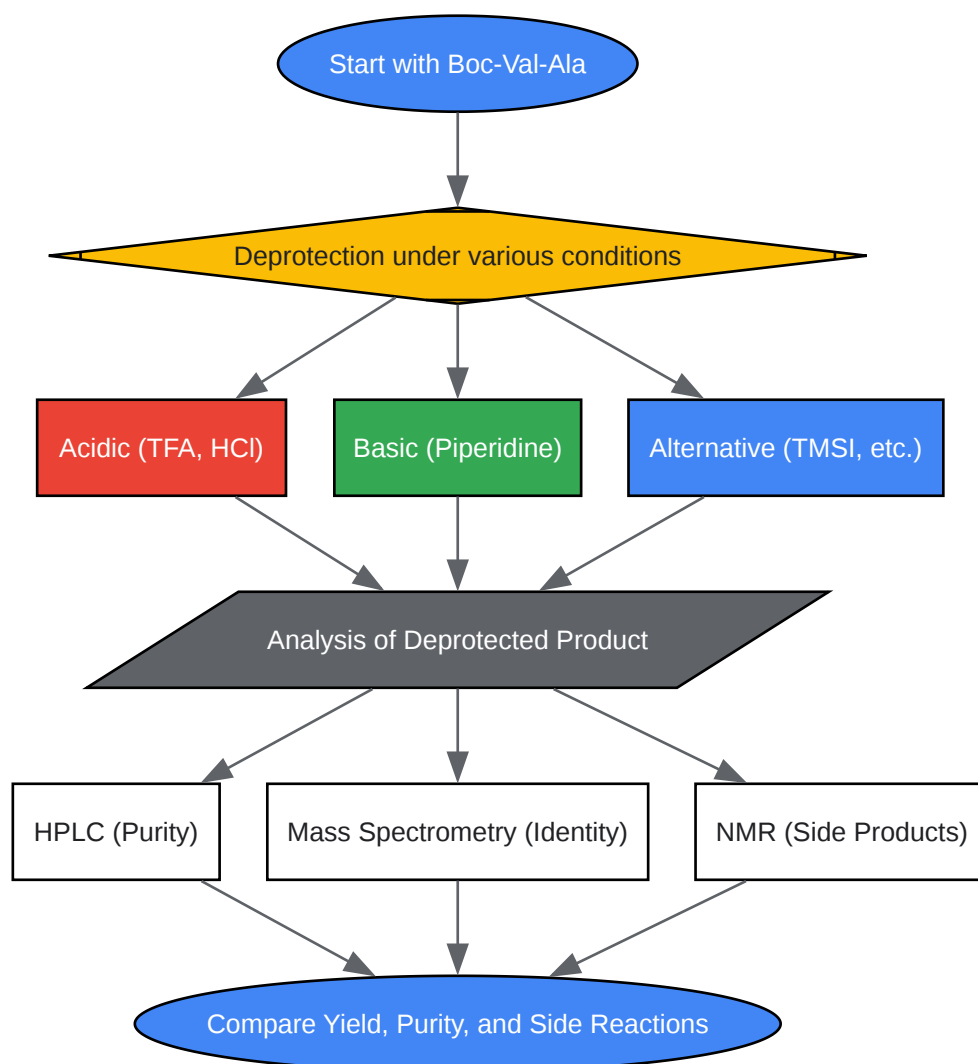 Start with Boc-Val-Ala
Deprotection under various conditions
Acidic (TFA, HCl)
Basic (Piperidine)
Alternative (TMSI, etc.)
Analysis of Deprotected Product
HPLC (Purity)
Mass Spectrometry (Identity)
NMR (Side Products)
Compare Yield, Purity, and Side Reactions